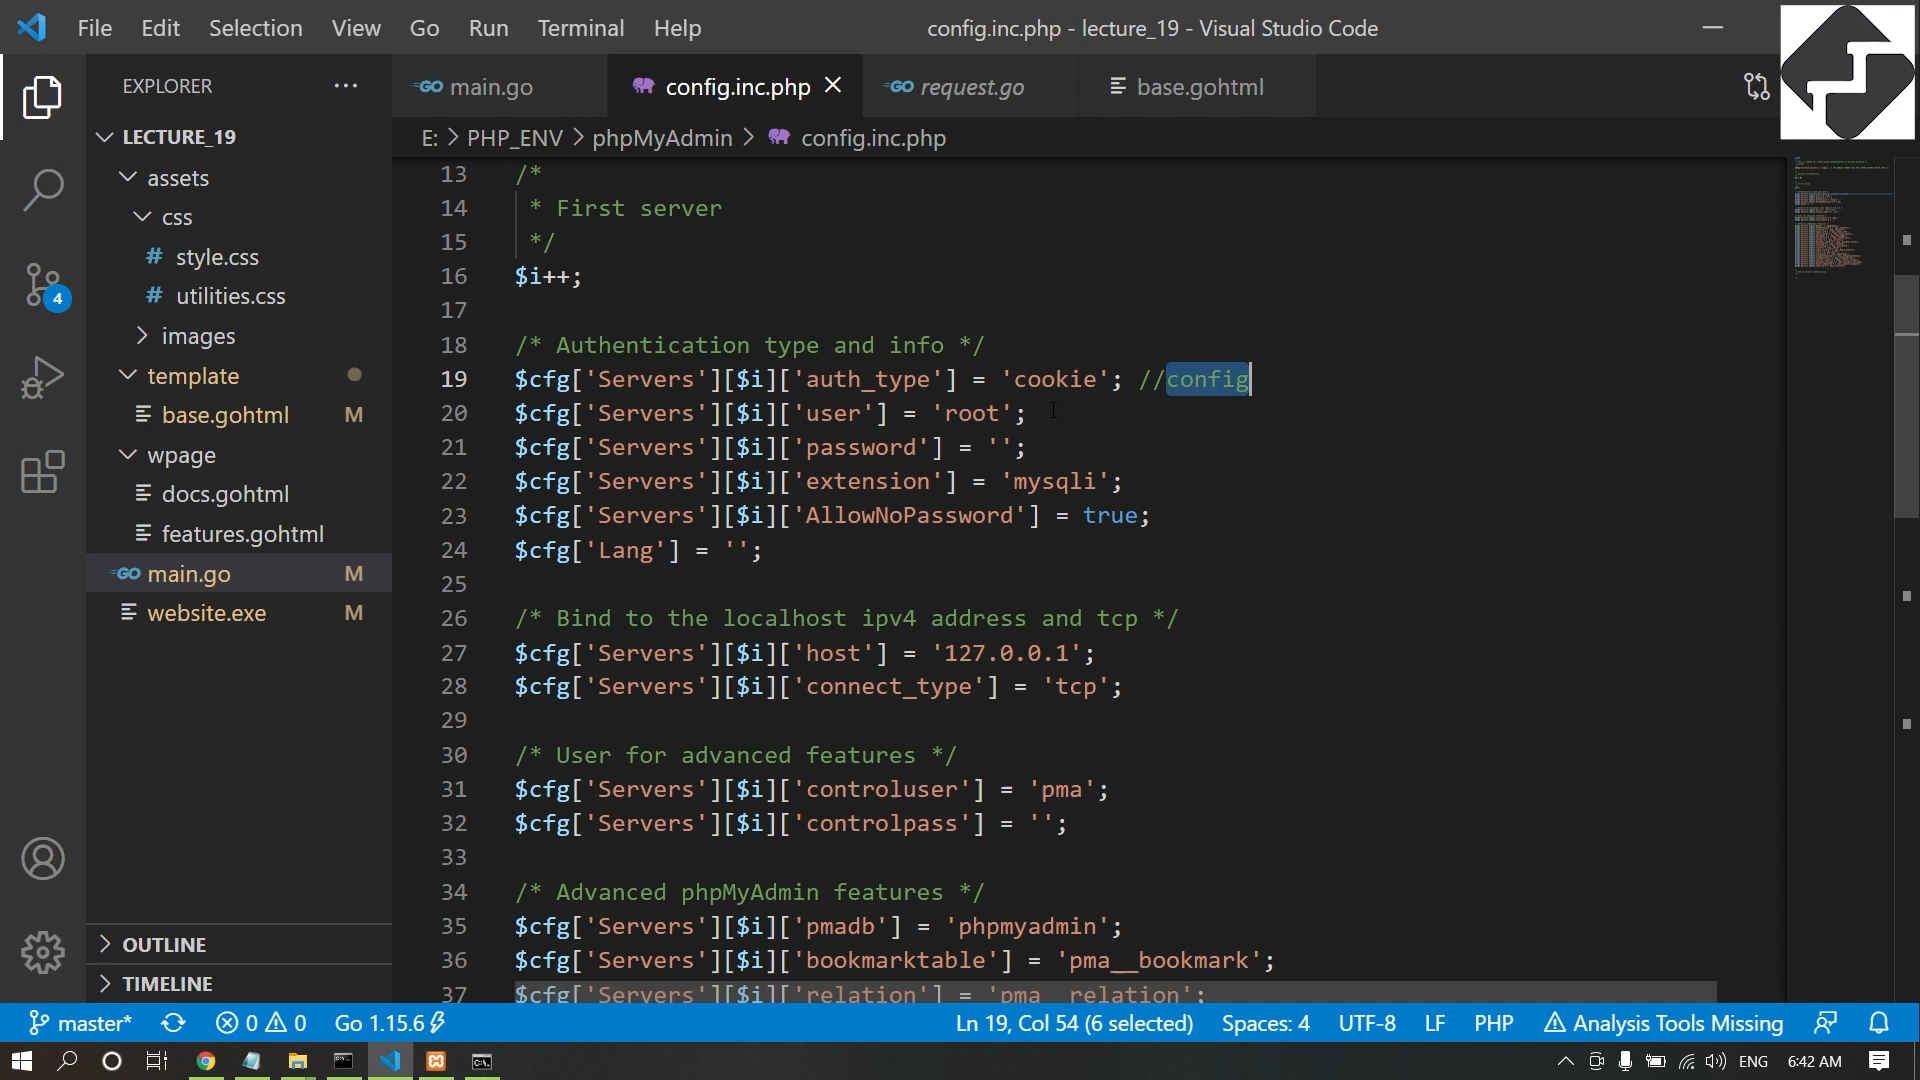 File Edit Selection View Go Run Terminal Help
config.inc.php - lecture_19 - Visual Studio Code
EXPLORER
main.go
config.inc.php
request.go
base.gohtml
E: > PHP_ENV > phpMyAdmin > config.inc.php
LECTURE_19
assets
css
# style.css
# utilities.css
images
template
base.gohtml M
wpage
docs.gohtml
features.gohtml
main.go M
website.exe M
OUTLINE
TIMELINE
4
13 /*
14 * First server
15 */
16 $i++;
17
18 /* Authentication type and info */
19 $cfg['Servers'][$i]['auth_type'] = 'cookie'; //config
20 $cfg['Servers'][$i]['user'] = 'root';
21 $cfg['Servers'][$i]['password'] = '';
22 $cfg['Servers'][$i]['extension'] = 'mysqli';
23 $cfg['Servers'][$i]['AllowNoPassword'] = true;
24 $cfg['Lang'] = '';
25
26 /* Bind to the localhost ipv4 address and tcp */
27 $cfg['Servers'][$i]['host'] = '127.0.0.1';
28 $cfg['Servers'][$i]['connect_type'] = 'tcp';
29
30 /* User for advanced features */
31 $cfg['Servers'][$i]['controluser'] = 'pma';
32 $cfg['Servers'][$i]['controlpass'] = '';
33
34 /* Advanced phpMyAdmin features */
35 $cfg['Servers'][$i]['pmadb'] = 'phpmyadmin';
36 $cfg['Servers'][$i]['bookmarktable'] = 'pma__bookmark';
37 $cfg['Servers'][$i]['relation'] = 'pma__relation';
master* 0 0 Go 1.15.6 Ln 19, Col 54 (6 selected) Spaces: 4 UTF-8 LF PHP Analysis Tools Missing
ENG 6:42 AM